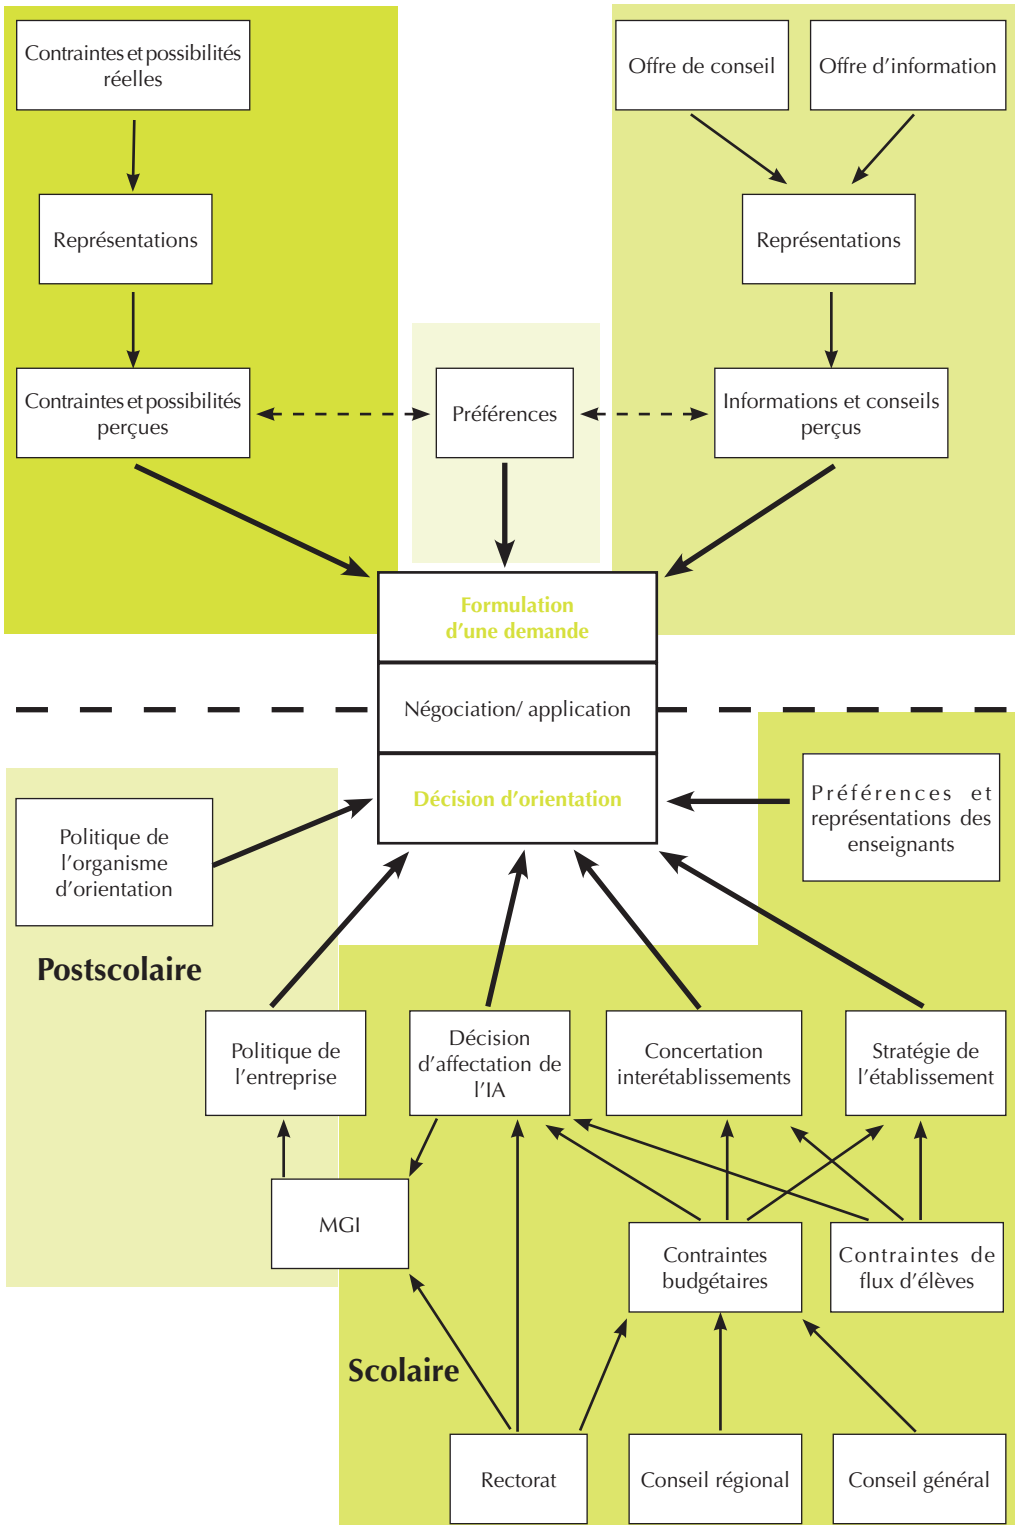 Contraintes et possibilités
réelles
Offre de conseil
Offre d’information
Représentations
Représentations
Contraintes et possibilités
perçues
Préférences
Informations et conseils
perçus
Formulation
d’une demande
Négociation/ application
Décision d’orientation
Préférences et
représentations des
enseignants
Politique de
l’organisme
d’orientation
Postscolaire
Politique de
l’entreprise
Décision
d’affectation de
l’IA
Concertation
interétablissements
Stratégie de
l’établissement
MGI
Contraintes
budgétaires
Contraintes de
flux d’élèves
Scolaire
Rectorat
Conseil régional
Conseil général